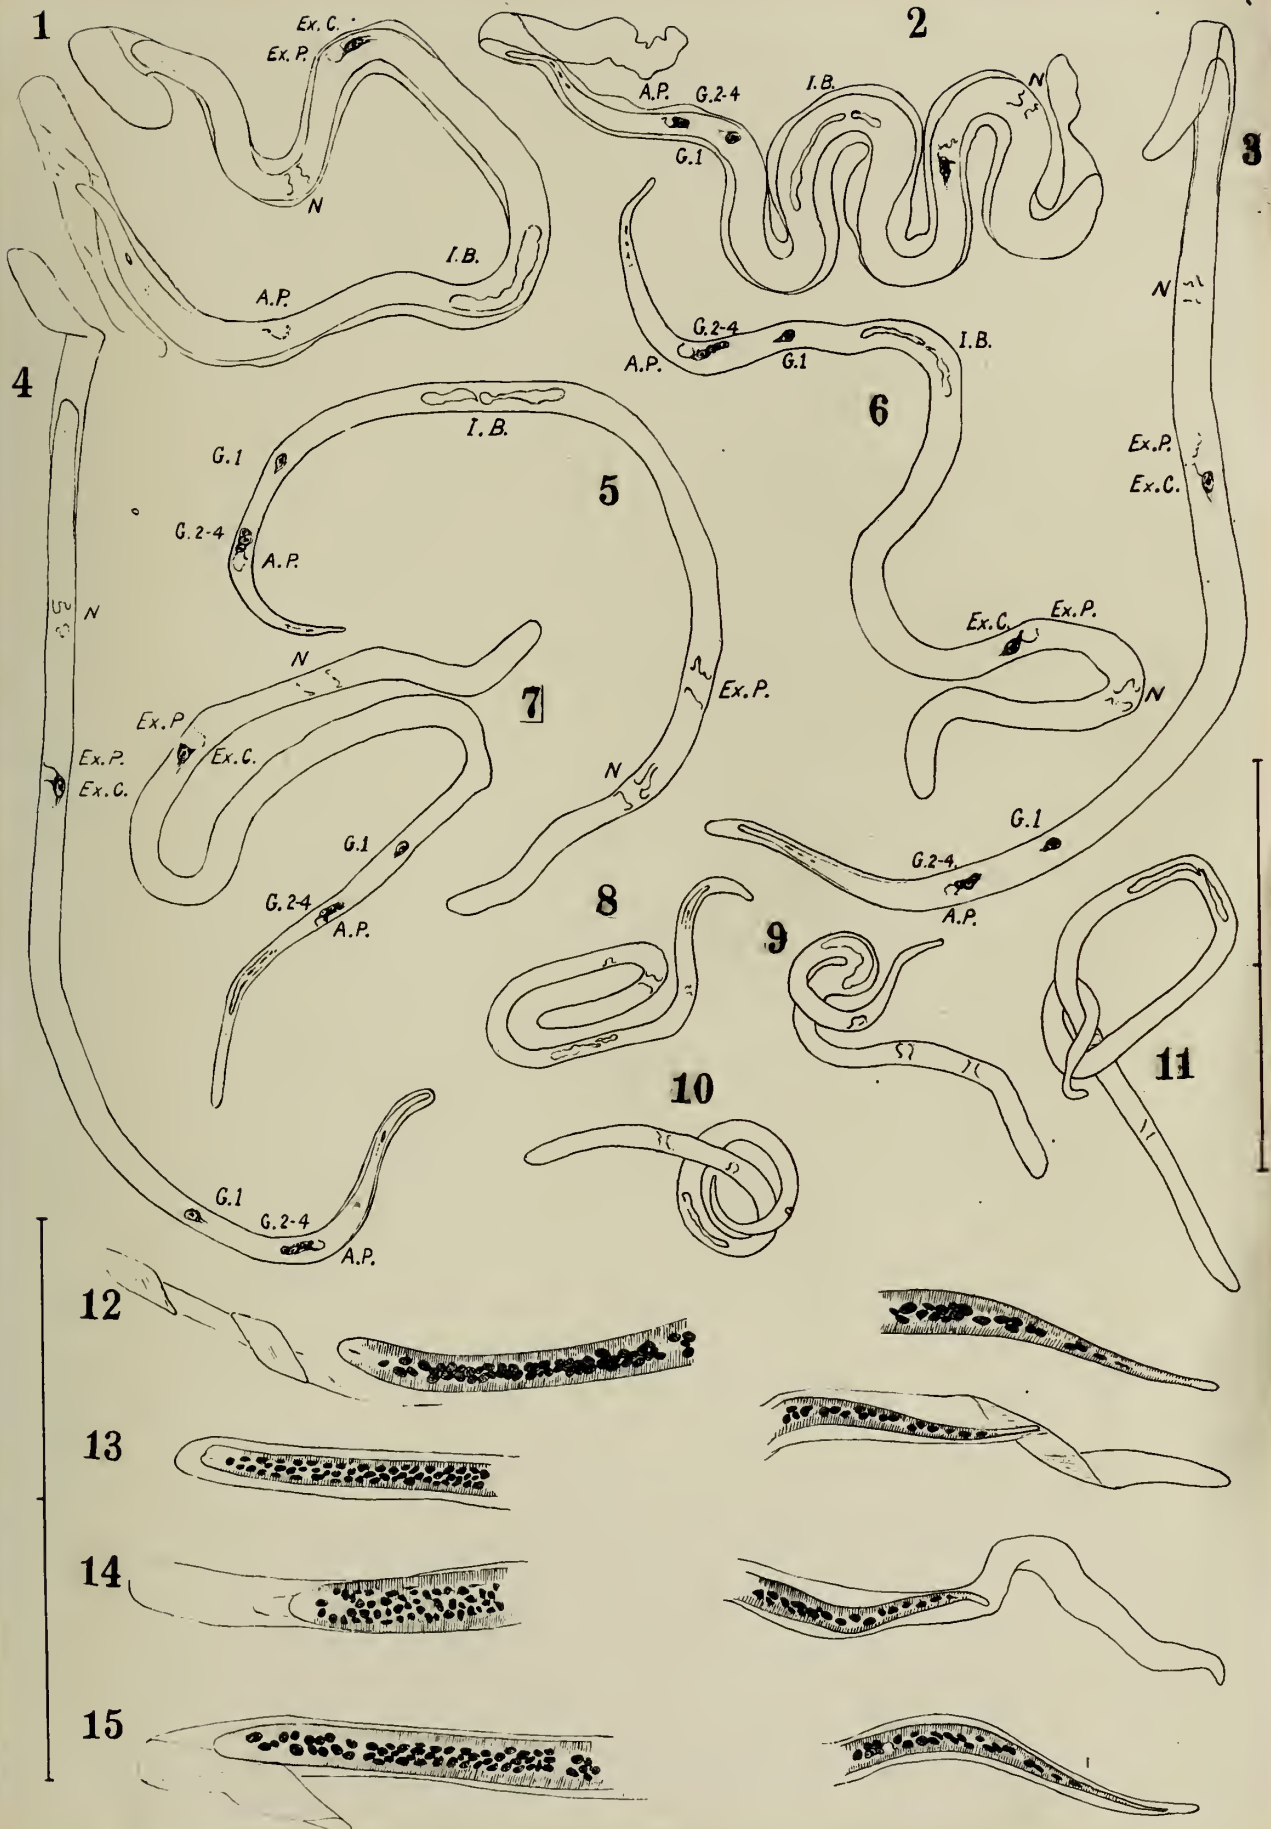 1
Ex. C.
Ex. P.
N
I.B.
A.P.
2
A.P.
G.2-4
G.1
I.B.
N
3
N
Ex.P.
Ex.C.
G.1
G.2-4.
A.P.
4
N
Ex.P.
Ex.C.
G.1
G.2-4
A.P.
5
I.B.
G.1
G.2-4
A.P.
Ex.P.
N
6
G.2-4
A.P.
G.1
I.B.
Ex.C.
Ex.P.
N
7
N
Ex.P
Ex.C.
G.1
G.2-4
A.P.
8
9
10
11
12
13
14
15